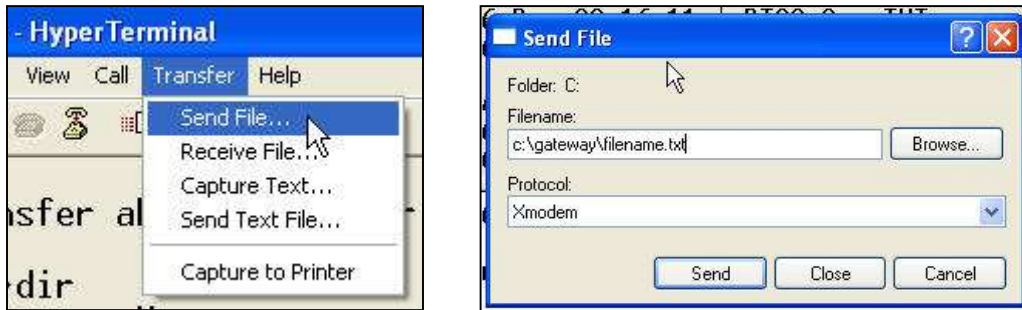 - HyperTerminal
View Call Transfer Help
Send File...
Receive File...
Capture Text...
Send Text File...
Capture to Printer
nsfer al
dir
Send File
Folder: C:
Filename:
c:\gateway\filename.txt
Browse...
Protocol:
Xmodem
Send Close Cancel